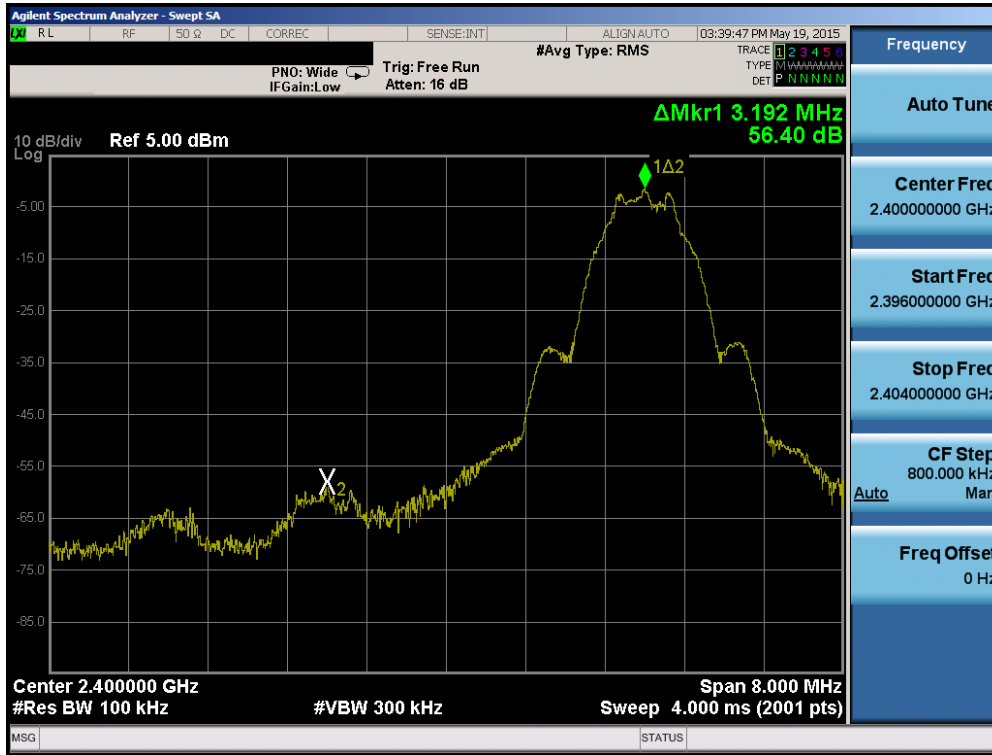 Agilent Spectrum Analyzer - Swept SA
LXI RL RF 50 Ω DC CORREC SENSE:INT ALIGN AUTO 03:39:47 PM May 19, 2015
#Avg Type: RMS TRACE 1 2 3 4 5 6
PNO: Wide Trig: Free Run TYPE M WWWWW
IFGain:Low Atten: 16 dB DET P N N N N N
ΔMkr1 3.192 MHz
56.40 dB
10 dB/div Ref 5.00 dBm
Log
1Δ2
-5.00
-15.0
-25.0
-35.0
-45.0
-55.0
X2
-65.0
-75.0
-85.0
Center 2.400000 GHz Span 8.000 MHz
#Res BW 100 kHz #VBW 300 kHz Sweep 4.000 ms (2001 pts)
MSG STATUS
Frequency
Auto Tune
Center Freq
2.400000000 GHz
Start Freq
2.396000000 GHz
Stop Freq
2.404000000 GHz
CF Step
800.000 kHz
Auto Man
Freq Offset
0 Hz